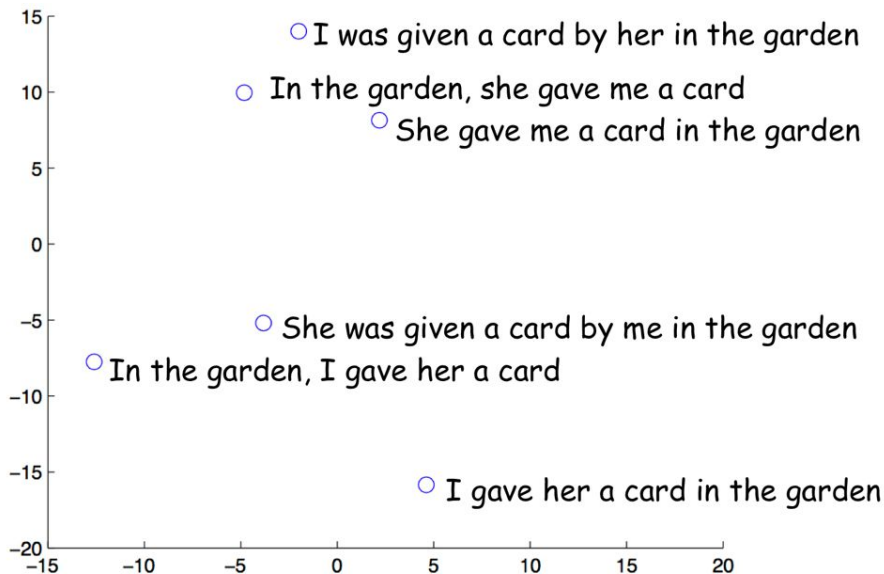 15
I was given a card by her in the garden
10
In the garden, she gave me a card
She gave me a card in the garden
5
0
−5
She was given a card by me in the garden
In the garden, I gave her a card
−10
−15
I gave her a card in the garden
−20
−15 −10 −5 0 5 10 15 20